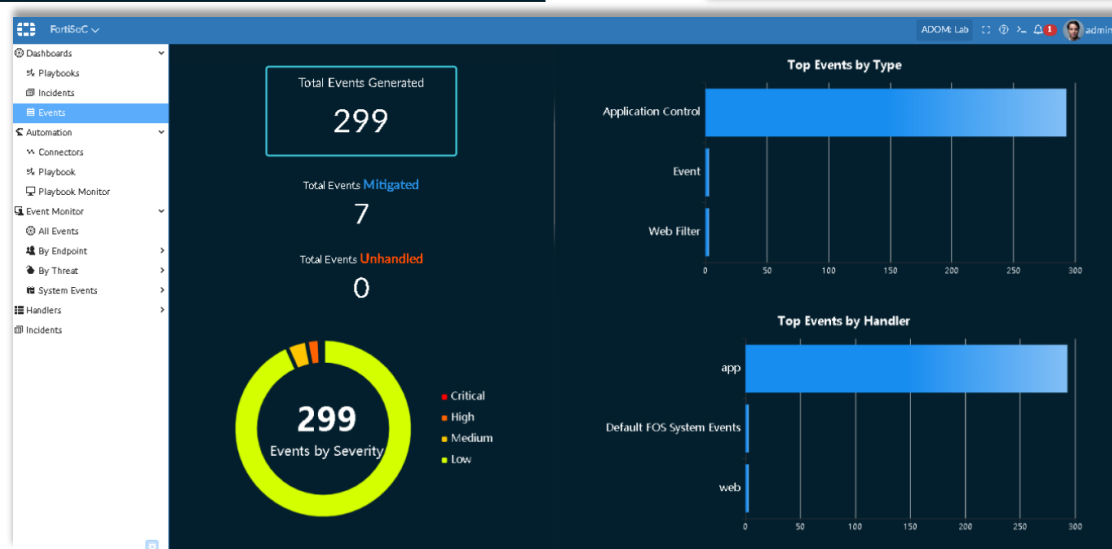 FortiSoC
ADOM: Lab
1
admin
Dashboards
Playbooks
Incidents
Events
Automation
Connectors
Playbook
Playbook Monitor
Event Monitor
All Events
By Endpoint
By Threat
System Events
Handlers
Incidents
Total Events Generated
299
Total Events Mitigated
7
Total Events Unhandled
0
299
Events by Severity
Critical
High
Medium
Low
Top Events by Type
Application Control
Event
Web Filter
0 50 100 150 200 250 300
Top Events by Handler
app
Default FOS System Events
web
0 50 100 150 200 250 300